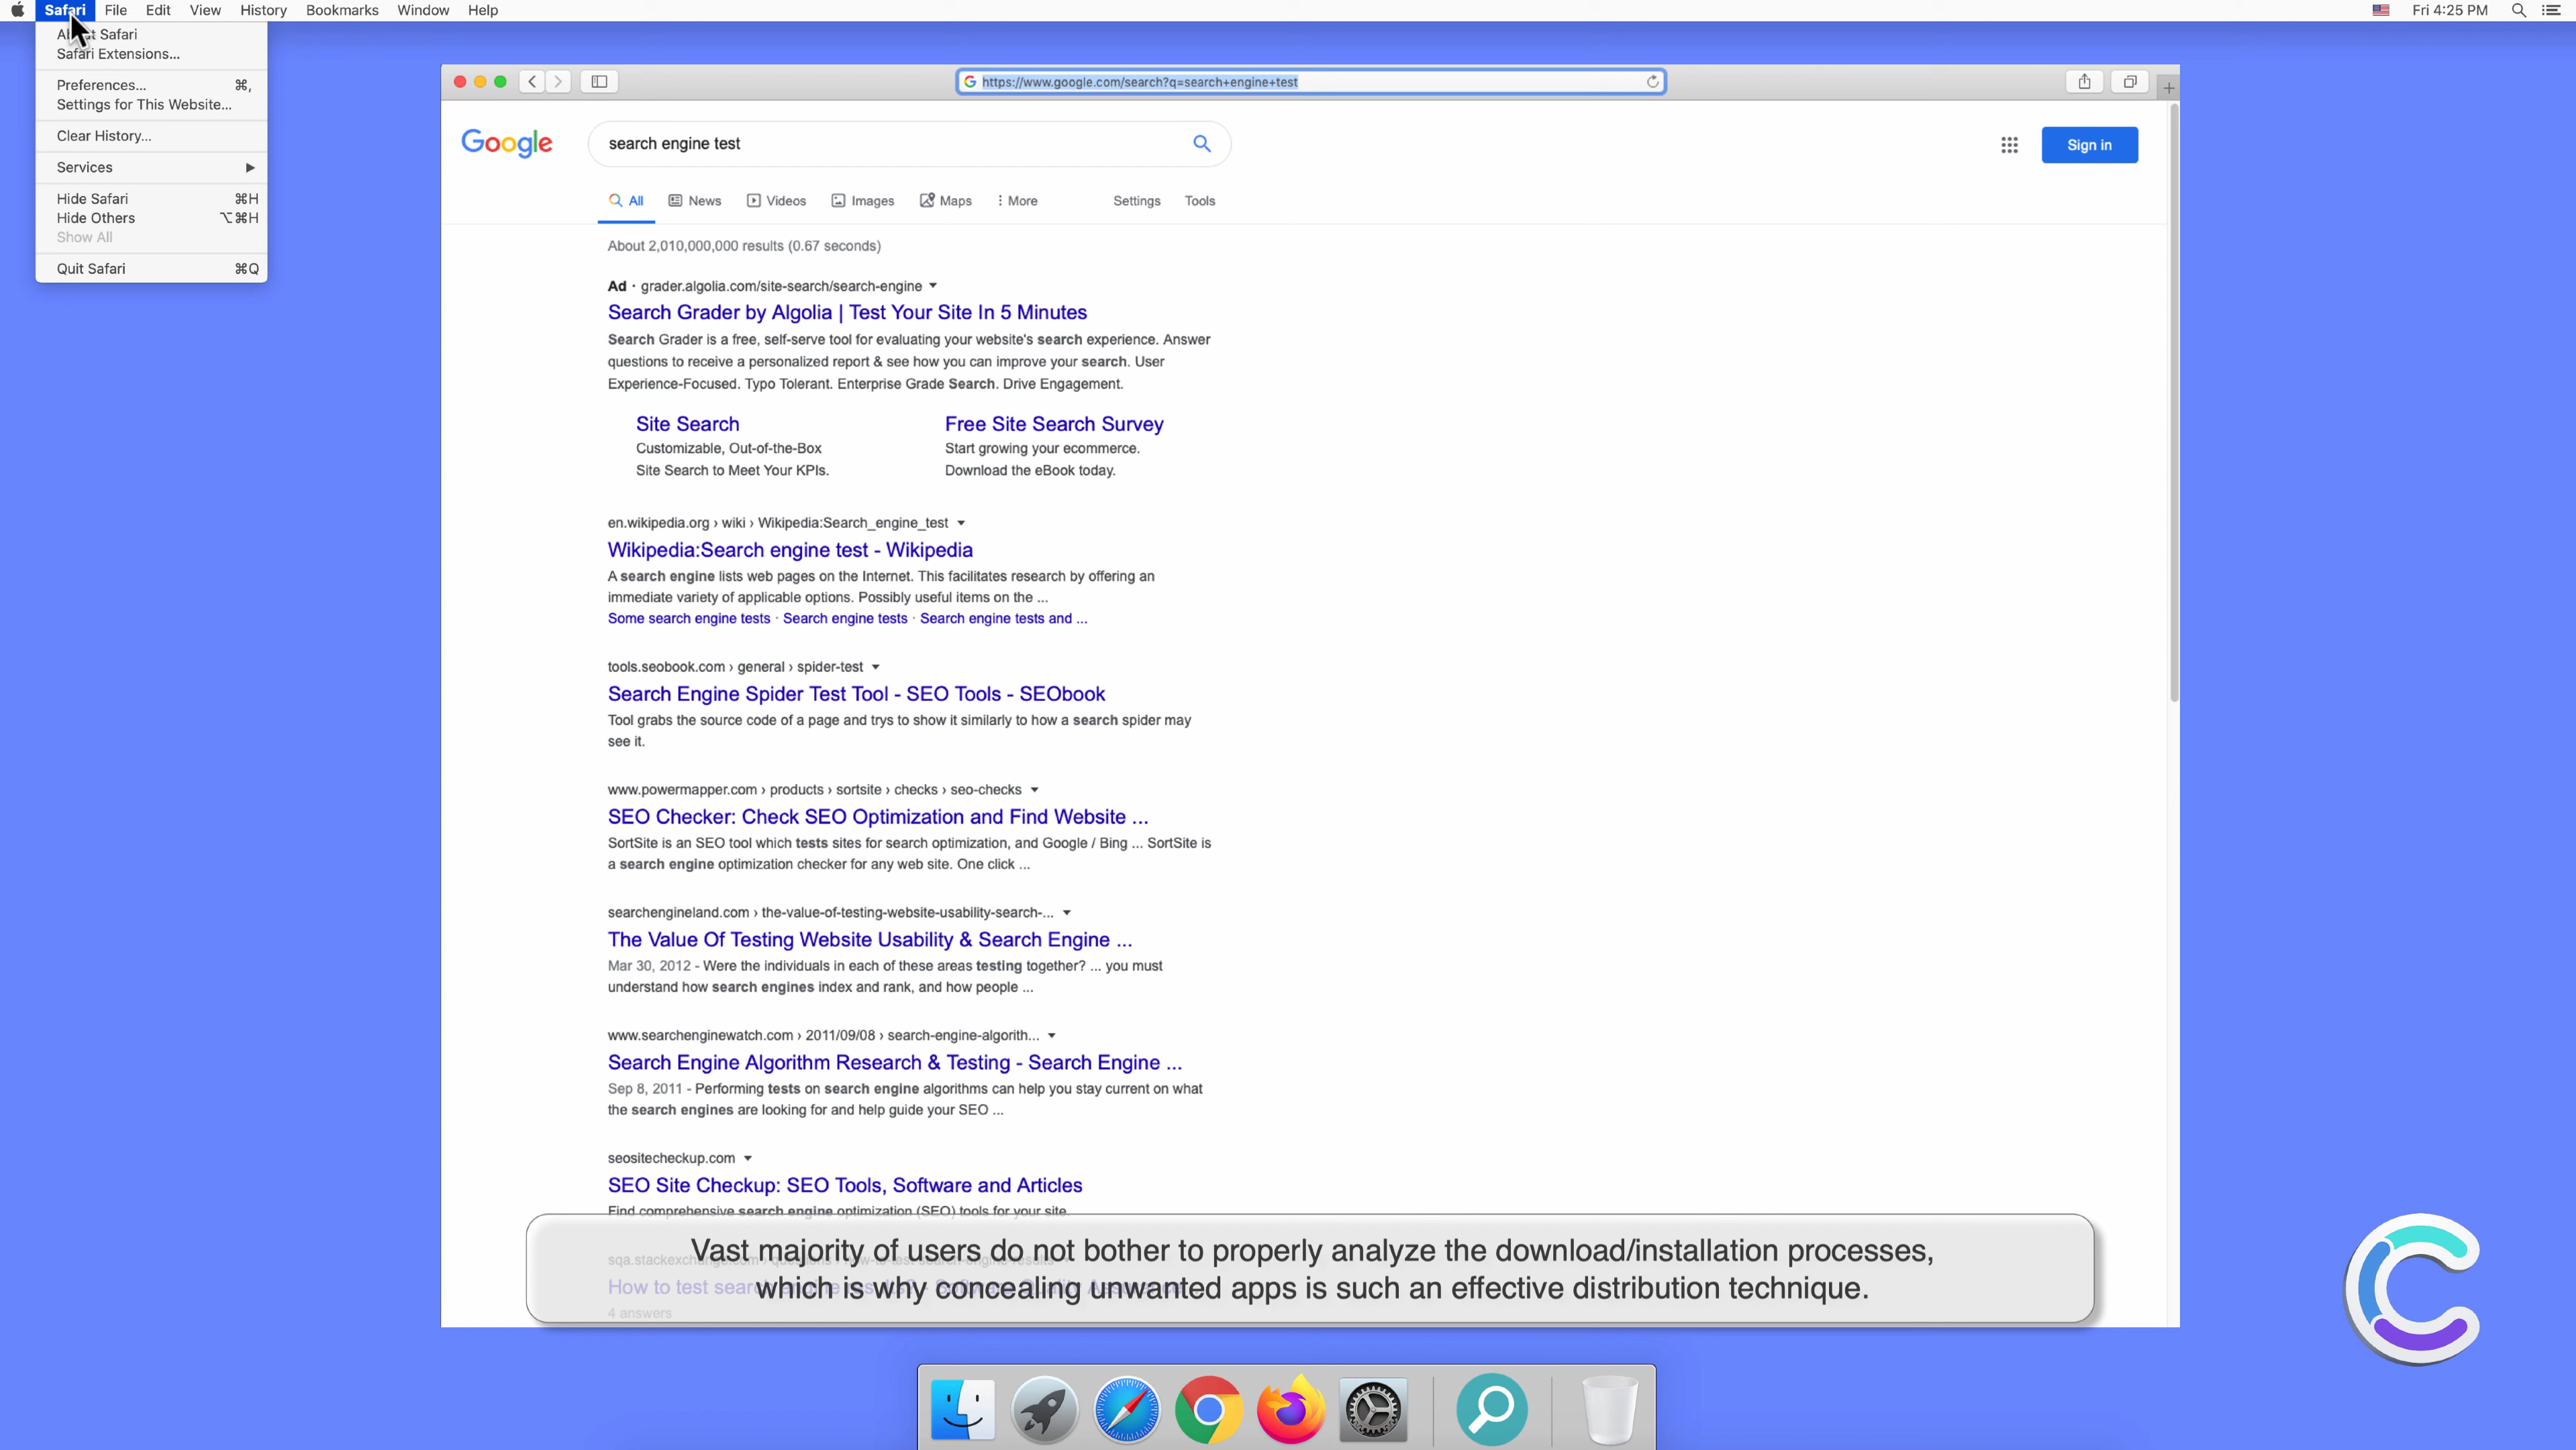 Safari File Edit View History Bookmarks Window Help
Fri 4:25 PM
Safari
Safari Extensions...
Preferences... ⌘,
Settings for This Website...
Clear History...
Services
Hide Safari ⌘H
Hide Others ⌥⌘H
Show All
Quit Safari ⌘Q
https://www.google.com/search?q=search+engine+test
Google
search engine test
Sign in
All News Videos Images Maps More Settings Tools
About 2,010,000,000 results (0.67 seconds)
Ad · grader.algolia.com/site-search/search-engine
Search Grader by Algolia | Test Your Site In 5 Minutes
Search Grader is a free, self-serve tool for evaluating your website's search experience. Answer
questions to receive a personalized report & see how you can improve your search. User
Experience-Focused. Typo Tolerant. Enterprise Grade Search. Drive Engagement.
Site Search
Customizable, Out-of-the-Box
Site Search to Meet Your KPIs.
Free Site Search Survey
Start growing your ecommerce.
Download the eBook today.
en.wikipedia.org › wiki › Wikipedia:Search_engine_test
Wikipedia:Search engine test - Wikipedia
A search engine lists web pages on the Internet. This facilitates research by offering an
immediate variety of applicable options. Possibly useful items on the ...
Some search engine tests · Search engine tests · Search engine tests and ...
tools.seobook.com › general › spider-test
Search Engine Spider Test Tool - SEO Tools - SEObook
Tool grabs the source code of a page and trys to show it similarly to how a search spider may
see it.
www.powermapper.com › products › sortsite › checks › seo-checks
SEO Checker: Check SEO Optimization and Find Website ...
SortSite is an SEO tool which tests sites for search optimization, and Google / Bing ... SortSite is
a search engine optimization checker for any web site. One click ...
searchengineland.com › the-value-of-testing-website-usability-search-...
The Value Of Testing Website Usability & Search Engine ...
Mar 30, 2012 - Were the individuals in each of these areas testing together? ... you must
understand how search engines index and rank, and how people ...
www.searchenginewatch.com › 2011/09/08 › search-engine-algorith...
Search Engine Algorithm Research & Testing - Search Engine ...
Sep 8, 2011 - Performing tests on search engine algorithms can help you stay current on what
the search engines are looking for and help guide your SEO ...
seositecheckup.com
SEO Site Checkup: SEO Tools, Software and Articles
Find comprehensive search engine optimization (SEO) tools for your site.
Vast majority of users do not bother to properly analyze the download/installation processes,
which is why concealing unwanted apps is such an effective distribution technique.
How to test
4 answers